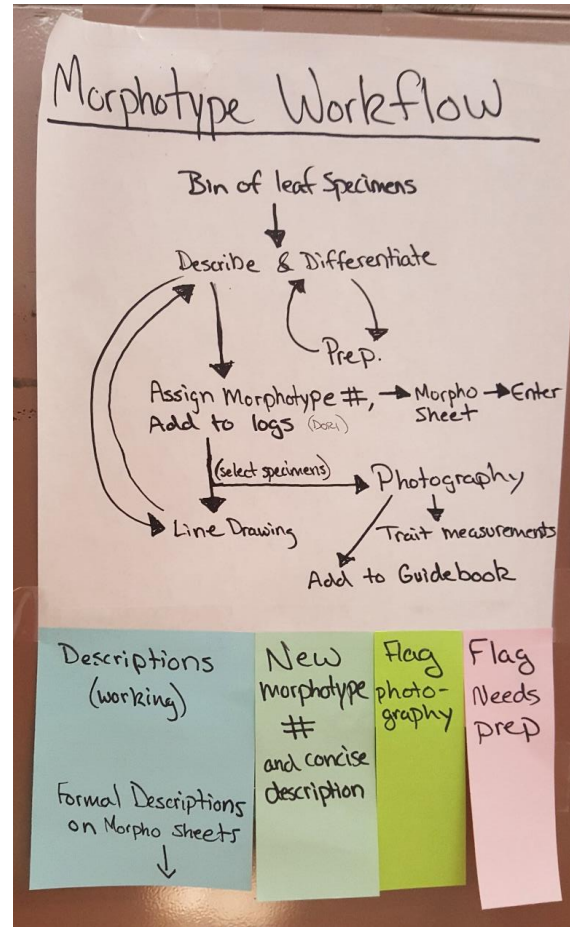 Morphotype Workflow
Bin of leaf Specimens
Describe & Differentiate
Prep.
Assign Morphotype #, → Morpho → Enter
Add to logs (DORI) Sheet
(select specimens)
Photography
Line Drawing
Trait measurements
Add to Guidebook
Descriptions
(working)
Formal Descriptions
on Morpho sheets
New
morphotype
#
and concise
description
Flag
photo-
graphy
Flag
Needs
prep